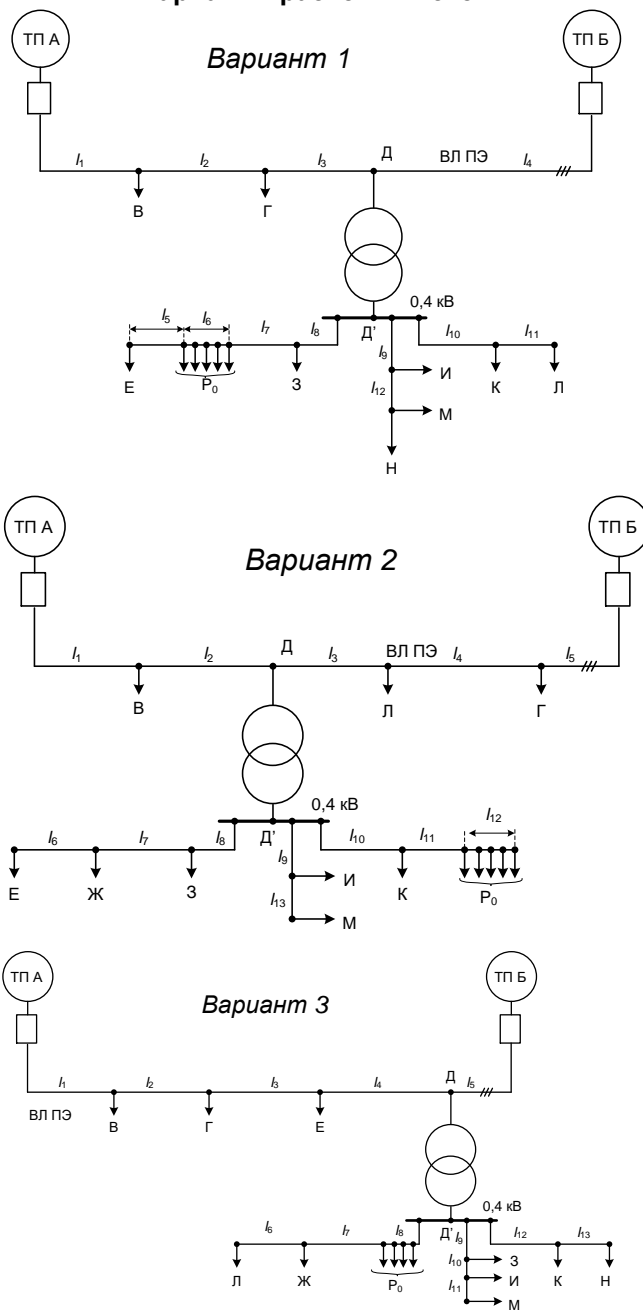 ТП А
ТП Б
Вариант 1
l1
l2
l3
Д
ВЛ ПЭ
l4
В
Г
0,4 кВ
l5
l6
l7
l8
Д'
l10
l11
l9
Е
P0
З
И
К
Л
l12
М
Н
ТП А
ТП Б
Вариант 2
l1
l2
Д
l3
ВЛ ПЭ
l4
l5
В
Л
Г
0,4 кВ
l12
l6
l7
l8
Д'
l10
l11
l9
Е
Ж
З
И
К
P0
l13
М
ТП А
ТП Б
Вариант 3
l1
l2
l3
l4
Д
l5
ВЛ ПЭ
В
Г
Е
0,4 кВ
l6
l7
l8
Д'
l9
l12
l13
l10
З
Л
Ж
P0
l11
И
К
Н
М